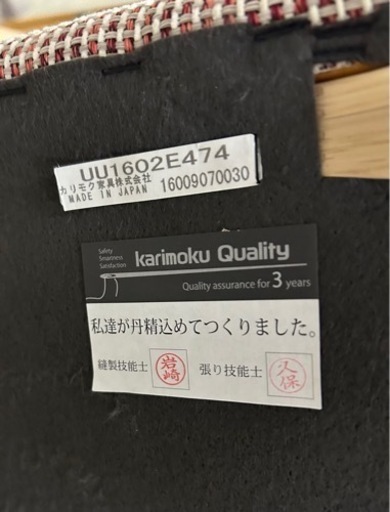 UU1602E474
カリモク家具株式会社
MADE IN JAPAN 16009070030
Safety
Smartness
Satisfaction
karimoku Quality
Quality assurance for 3 years
私達が丹精込めてつくりました。
縫製技能士 岩崎 張り技能士 久保